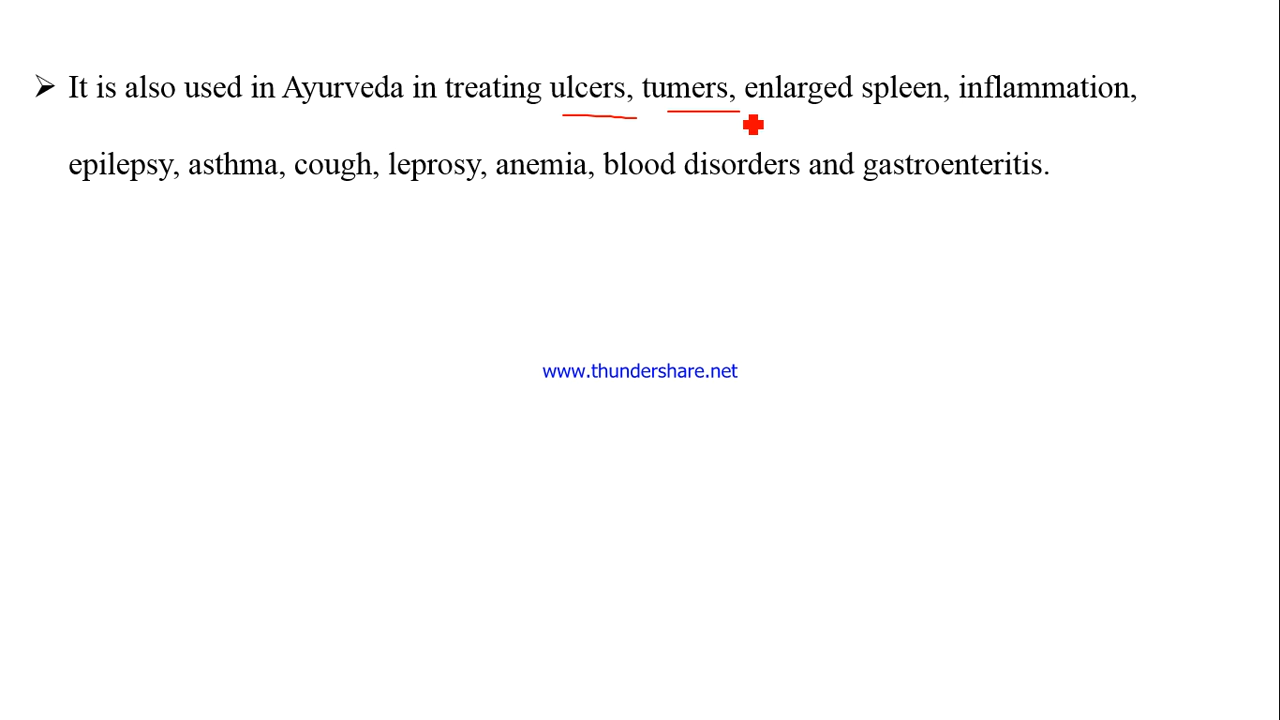 ➢ It is also used in Ayurveda in treating ulcers, tumers, enlarged spleen, inflammation,
epilepsy, asthma, cough, leprosy, anemia, blood disorders and gastroenteritis.
www.thundershare.net